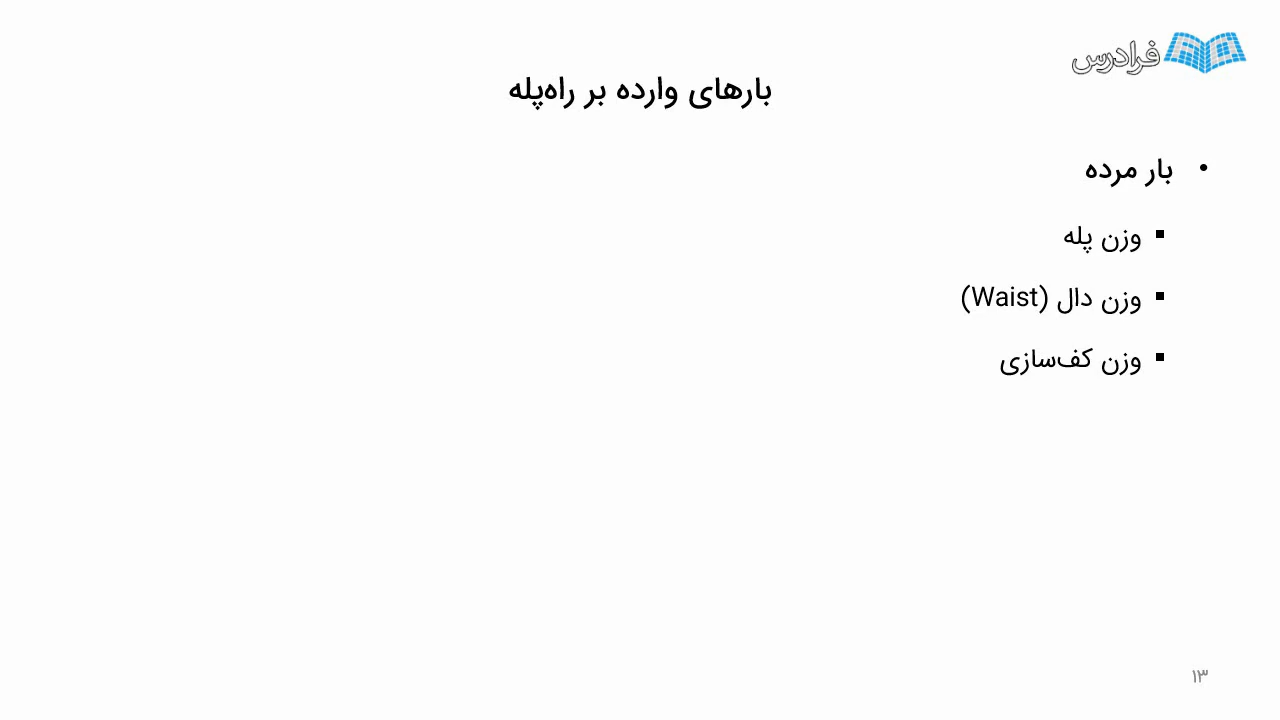 فرادرس
بارهای وارده بر راه‌پله
• بار مرده
▪ وزن پله
▪ وزن دال (Waist)
▪ وزن کف‌سازی
۱۳